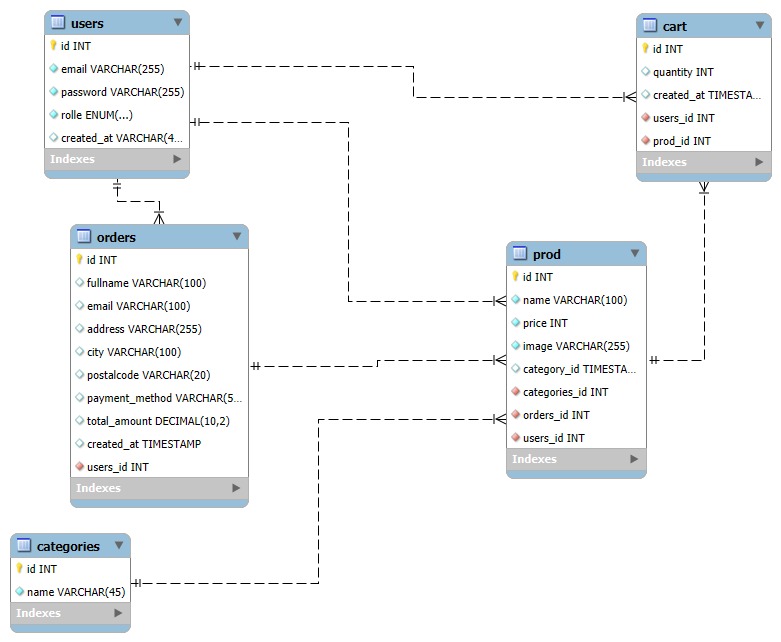 users
id INT
email VARCHAR(255)
password VARCHAR(255)
rolle ENUM(...)
created_at VARCHAR(4...
Indexes
cart
id INT
quantity INT
created_at TIMESTA...
users_id INT
prod_id INT
Indexes
orders
id INT
fullname VARCHAR(100)
email VARCHAR(100)
address VARCHAR(255)
city VARCHAR(100)
postalcode VARCHAR(20)
payment_method VARCHAR(5...
total_amount DECIMAL(10,2)
created_at TIMESTAMP
users_id INT
Indexes
prod
id INT
name VARCHAR(100)
price INT
image VARCHAR(255)
category_id TIMESTA...
categories_id INT
orders_id INT
users_id INT
Indexes
categories
id INT
name VARCHAR(45)
Indexes